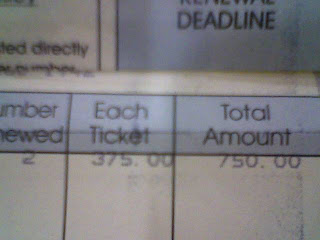 RENEWAL
DEADLINE
ted directly
umber Each Total
newed Ticket Amount
2 375.00 750.00